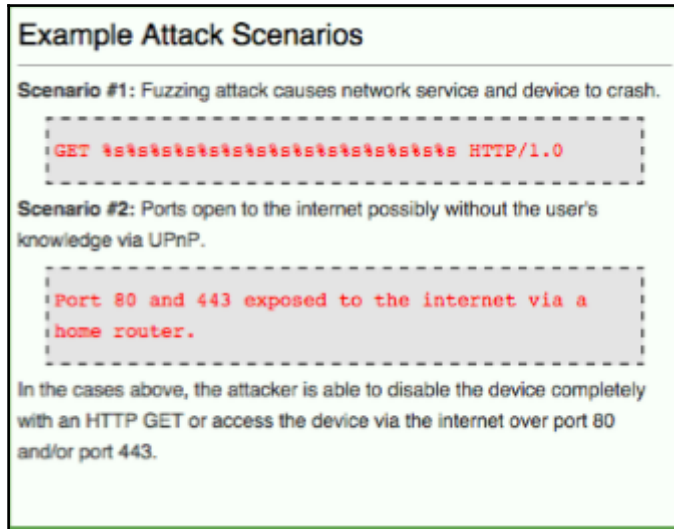 Example Attack Scenarios
Scenario #1: Fuzzing attack causes network service and device to crash.
GET %s%s%s%s%s%s%s%s%s%s%s%s%s%s%s HTTP/1.0
Scenario #2: Ports open to the internet possibly without the user's
knowledge via UPnP.
Port 80 and 443 exposed to the internet via a
home router.
In the cases above, the attacker is able to disable the device completely
with an HTTP GET or access the device via the internet over port 80
and/or port 443.